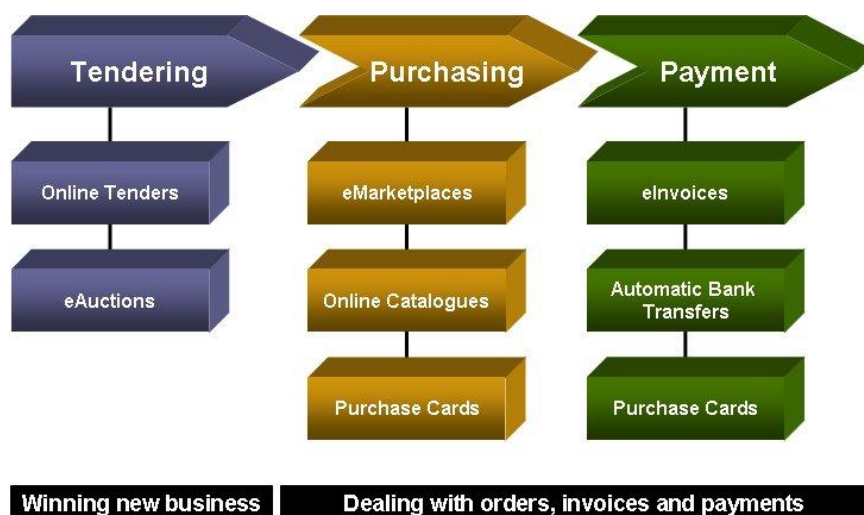 Tendering
Purchasing
Payment
Online Tenders
eMarketplaces
eInvoices
eAuctions
Online Catalogues
Automatic Bank
Transfers
Purchase Cards
Purchase Cards
Winning new business
Dealing with orders, invoices and payments